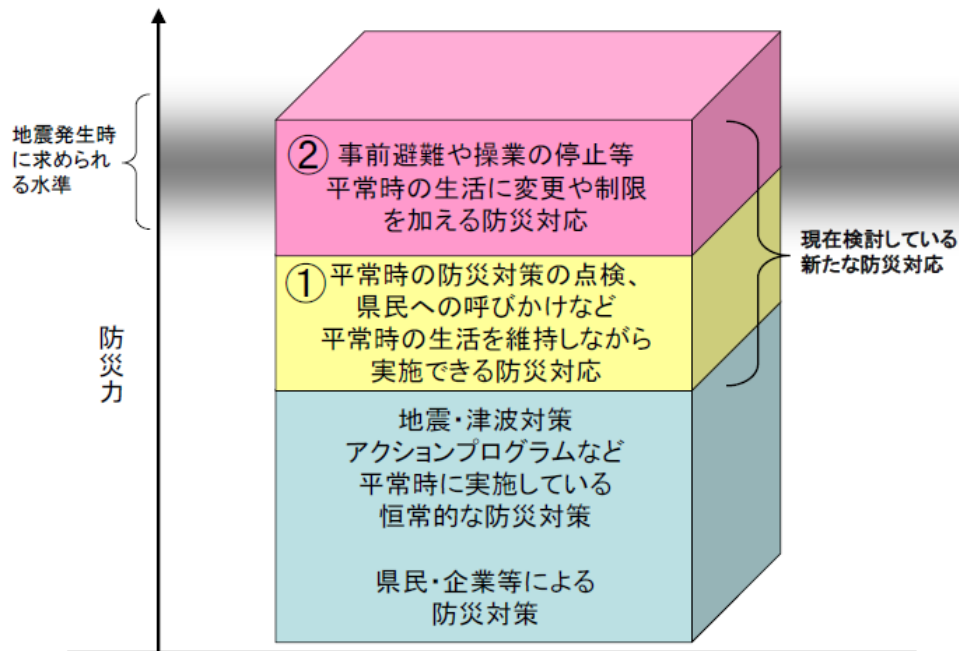 地震発生時
に求められ
る水準
防災力
② 事前避難や操業の停止等
平常時の生活に変更や制限
を加える防災対応
① 平常時の防災対策の点検、
県民への呼びかけなど
平常時の生活を維持しながら
実施できる防災対応
地震・津波対策
アクションプログラムなど
平常時に実施している
恒常的な防災対策
県民・企業等による
防災対策
現在検討している
新たな防災対応